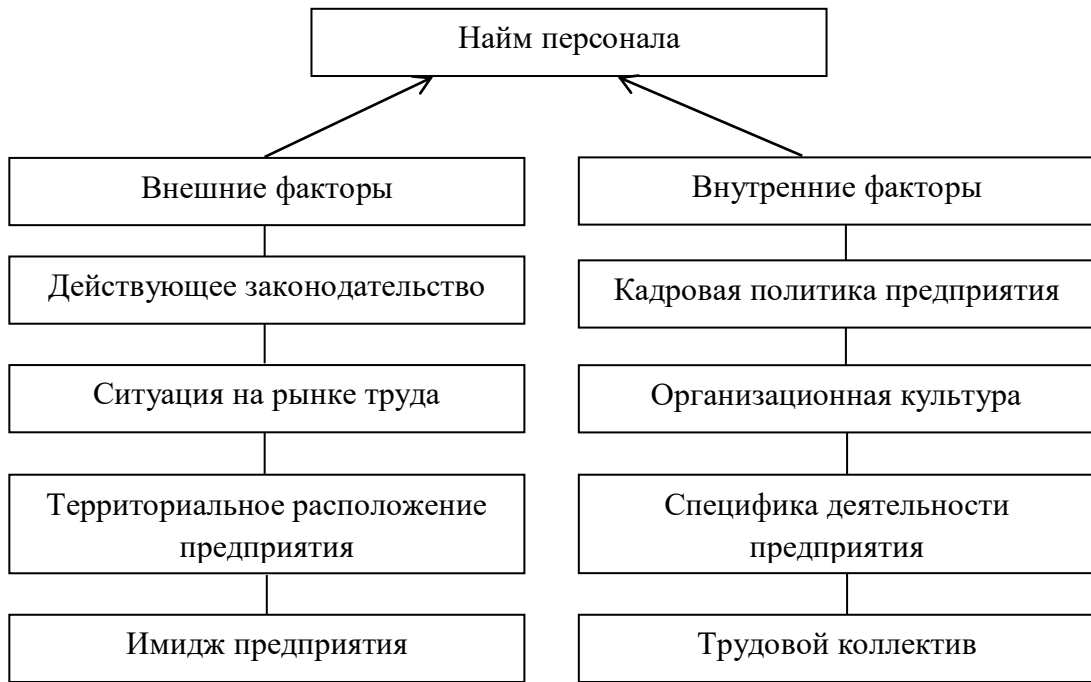 Найм персонала
Внешние факторы
Действующее законодательство
Ситуация на рынке труда
Территориальное расположение
предприятия
Имидж предприятия
Внутренние факторы
Кадровая политика предприятия
Организационная культура
Специфика деятельности
предприятия
Трудовой коллектив